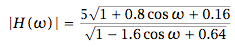 |H(ω)| = 5√(1 + 0.8 cos ω + 0.16) / √(1 − 1.6 cos ω + 0.64)